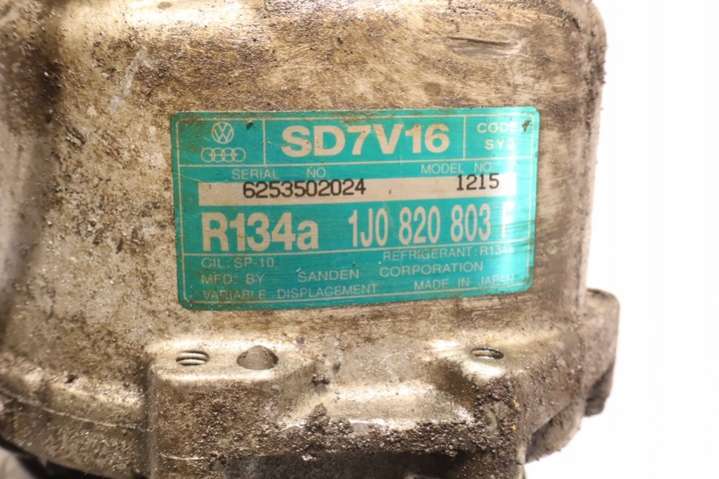 SD7V16
CODE
SY
SERIAL NO
MODEL NO
6253502024
1215
R134a 1J0 820 803
OIL: SP-10
REFRIGERANT: R134a
MFD. BY SANDEN CORPORATION
VARIABLE DISPLACEMENT MADE IN JAPAN